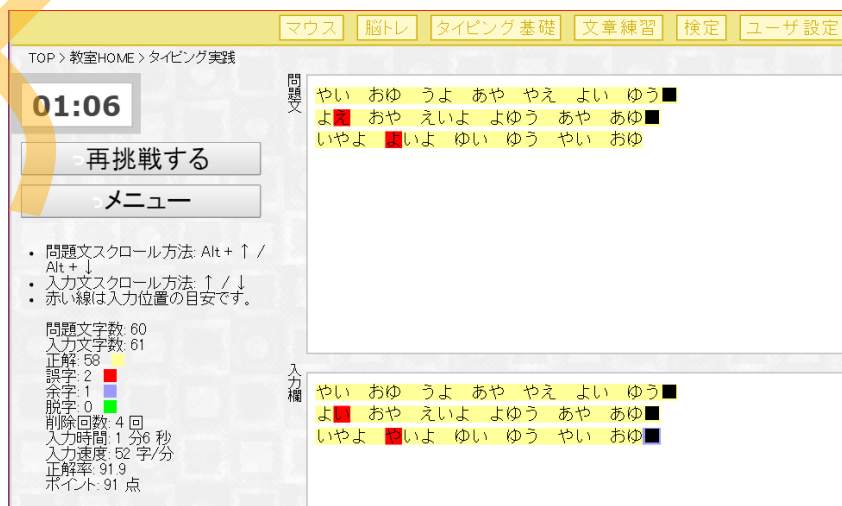 マウス 脳トレ タイピング基礎 文章練習 検定 ユーザ設定
TOP > 教室HOME > タイピング実践
01:06
再挑戦する
メニュー
・ 問題文スクロール方法: Alt + ↑ /
Alt + ↓
・ 入力文スクロール方法: ↑ / ↓
・ 赤い線は入力位置の目安です。
問題文字数: 60
入力文字数: 61
正解: 58
誤字: 2
余字: 1
脱字: 0
削除回数: 4 回
入力時間: 1 分6 秒
入力速度: 52 字/分
正解率: 91.9
ポイント: 91 点
問題文
やい おゆ うよ あや やえ よい ゆう■
よえ おや えいよ よゆう あや あゆ■
いやよ よいよ ゆい ゆう やい おゆ
入力欄
やい おゆ うよ あや やえ よい ゆう■
よい おや えいよ よゆう あや あゆ■
いやよ やいよ ゆい ゆう やい おゆ■